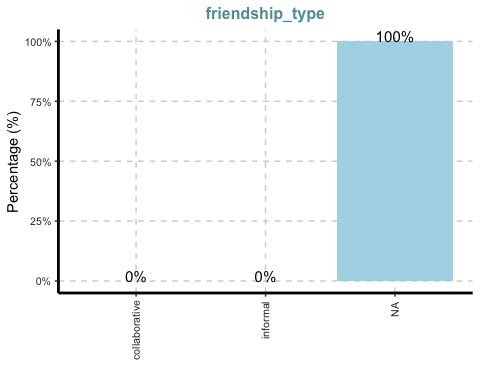 friendship_type
Percentage (%)
100%
75%
50%
25%
0%
0%
0%
100%
collaborative
informal
NA